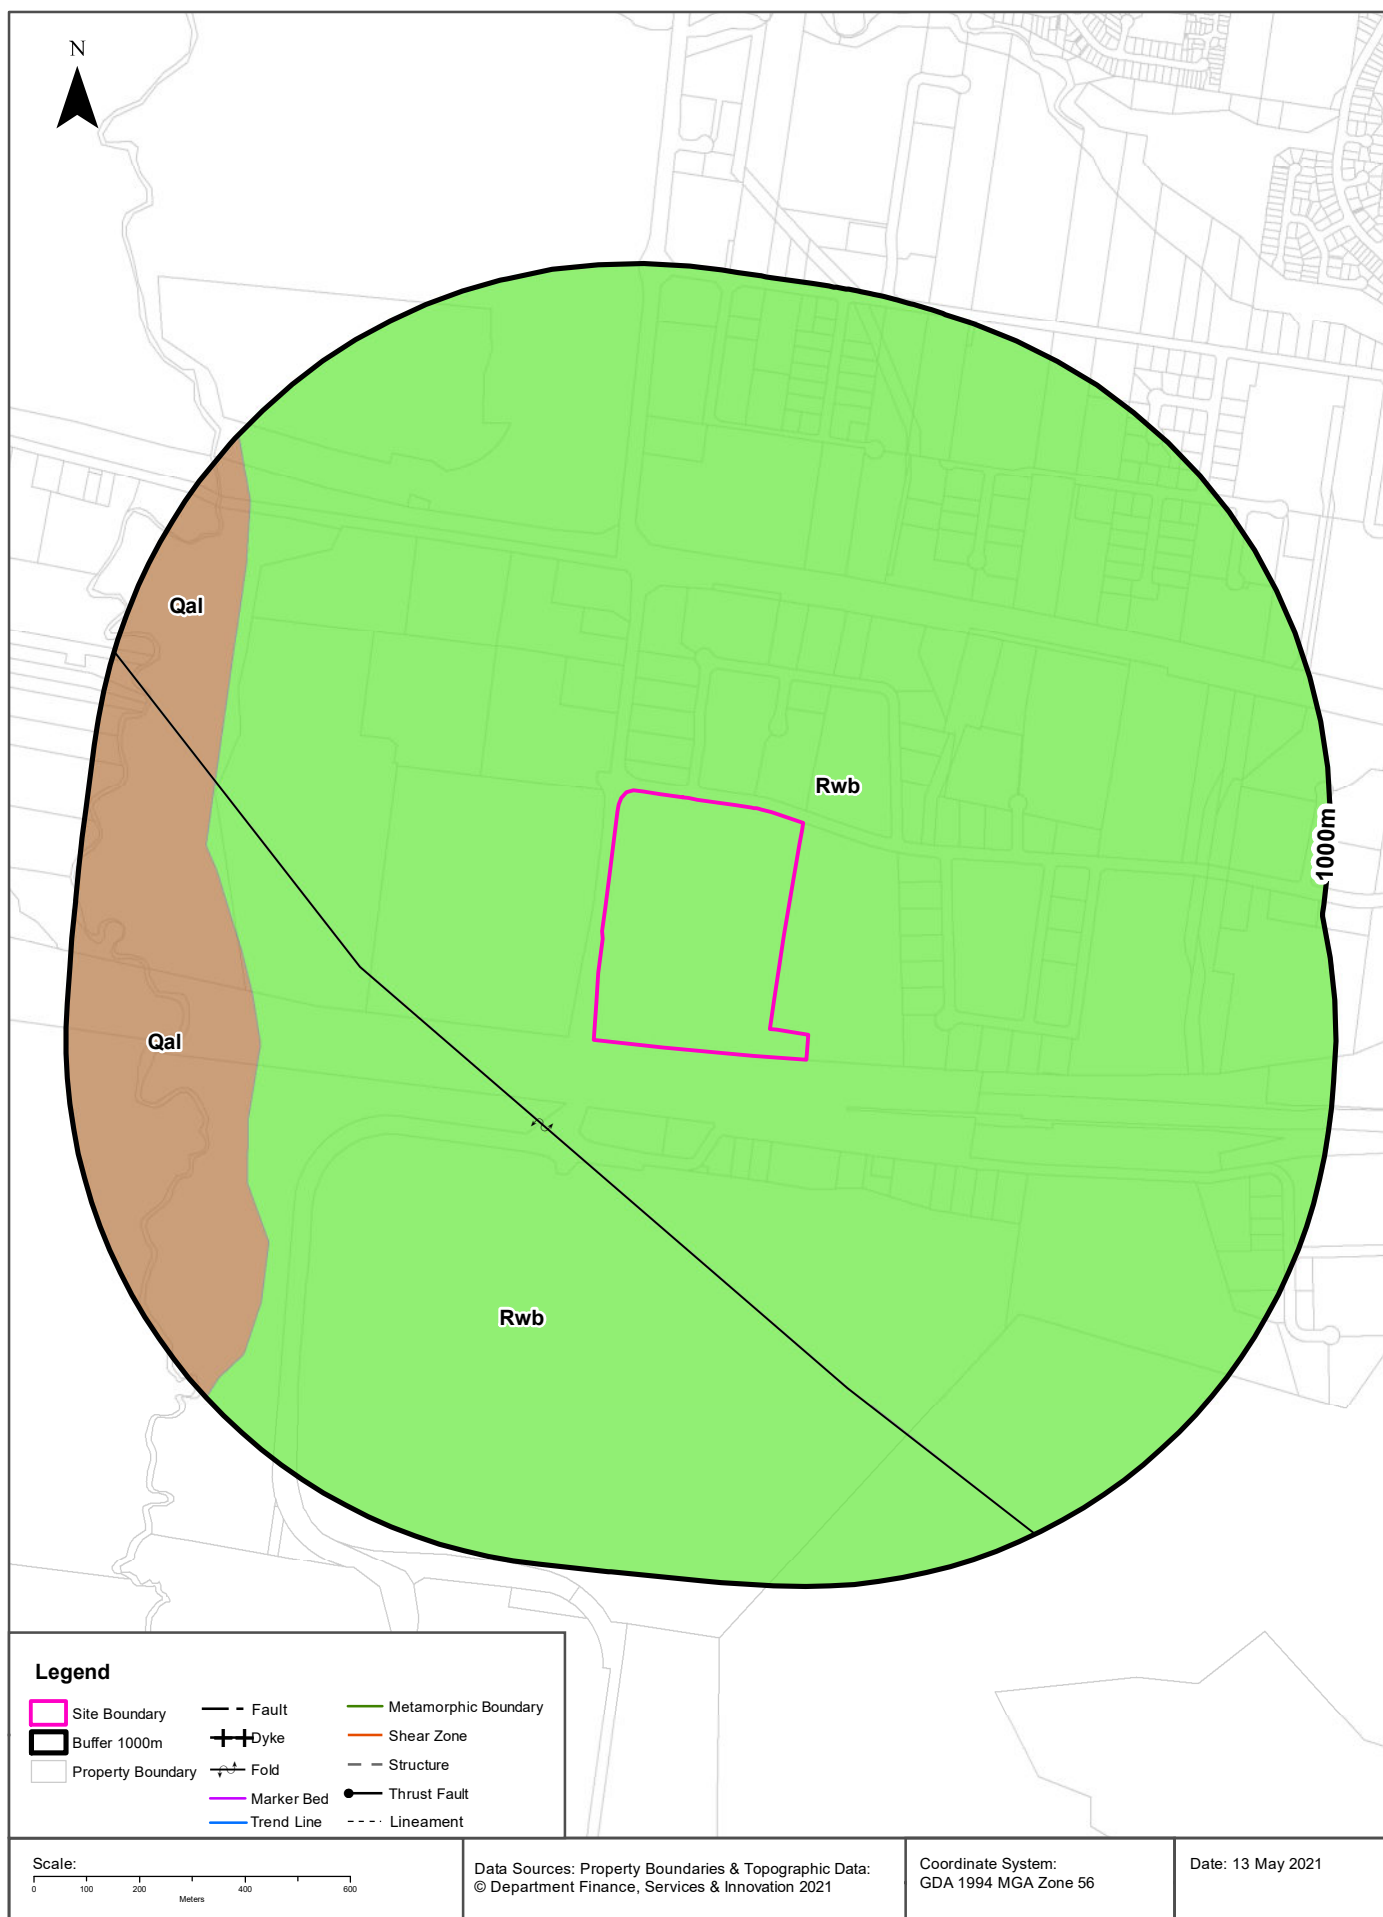 N
Qal
Rwb
1000m
Qal
Rwb
Legend
Site Boundary
Buffer 1000m
Property Boundary
Fault
Dyke
Fold
Marker Bed
Trend Line
Metamorphic Boundary
Shear Zone
Structure
Thrust Fault
Lineament
Scale:
0 100 200 400 600
Meters
Data Sources: Property Boundaries & Topographic Data:
© Department Finance, Services & Innovation 2021
Coordinate System:
GDA 1994 MGA Zone 56
Date: 13 May 2021